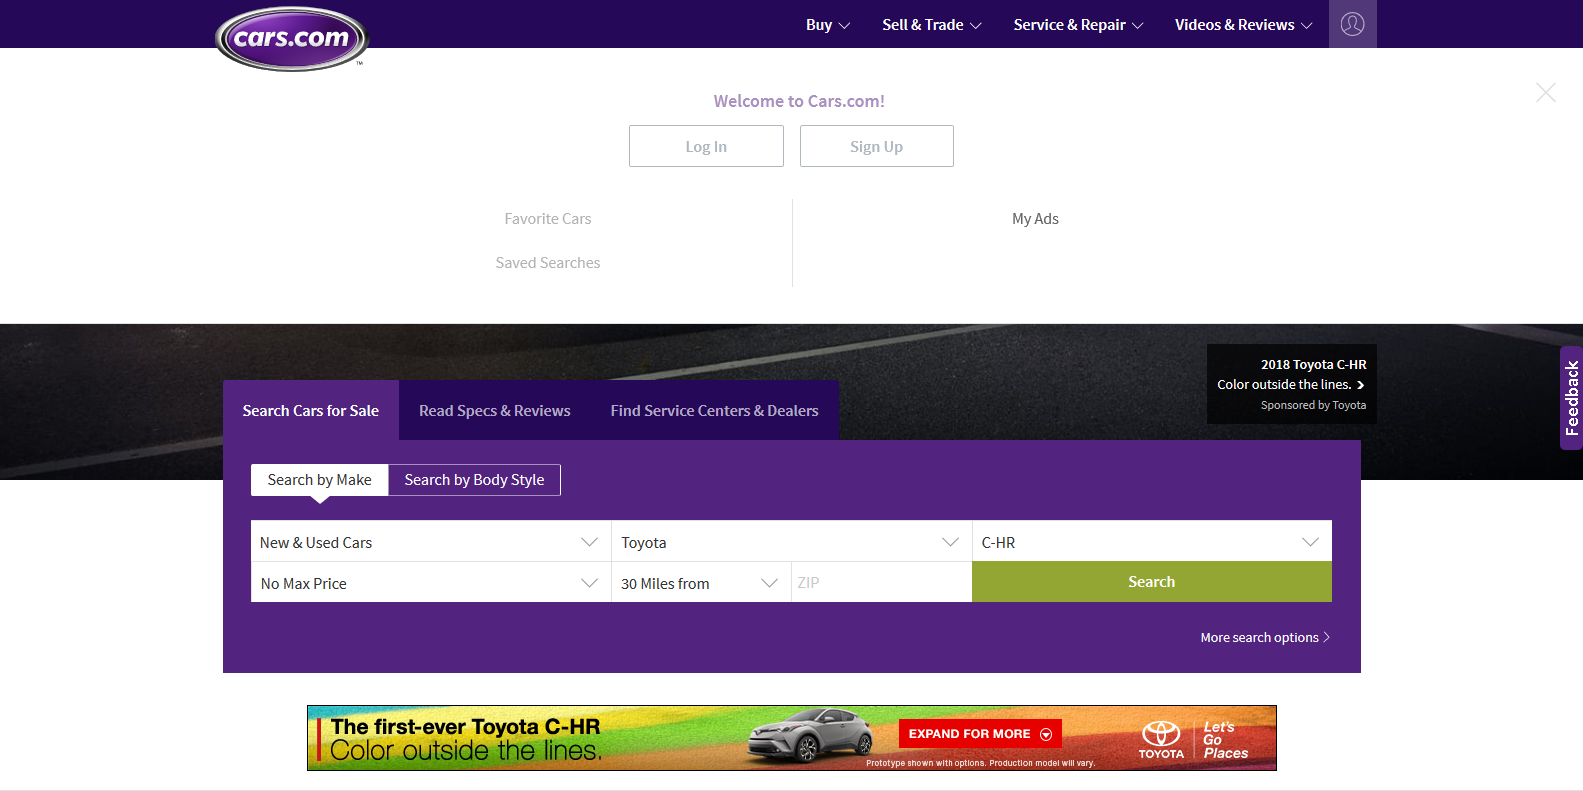 cars.com
™
Buy
Sell & Trade
Service & Repair
Videos & Reviews
Welcome to Cars.com!
Log In
Sign Up
Favorite Cars
My Ads
Saved Searches
2018 Toyota C-HR
Color outside the lines.
Sponsored by Toyota
Feedback
Search Cars for Sale
Read Specs & Reviews
Find Service Centers & Dealers
Search by Make
Search by Body Style
New & Used Cars
Toyota
C-HR
No Max Price
30 Miles from
ZIP
Search
More search options
The first-ever Toyota C-HR
Color outside the lines.
EXPAND FOR MORE
Prototype shown with options. Production model will vary.
TOYOTA
Let's
Go
Places